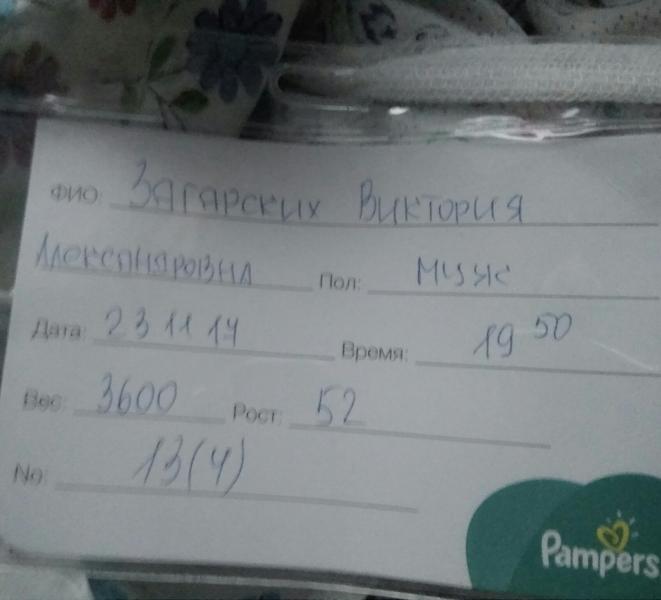 ФИО: Загарских Виктория
Александровна Пол: муж
Дата: 23 11 14 Время: 19 50
Вес: 3600 Рост: 52
No: 13(4)
Pampers